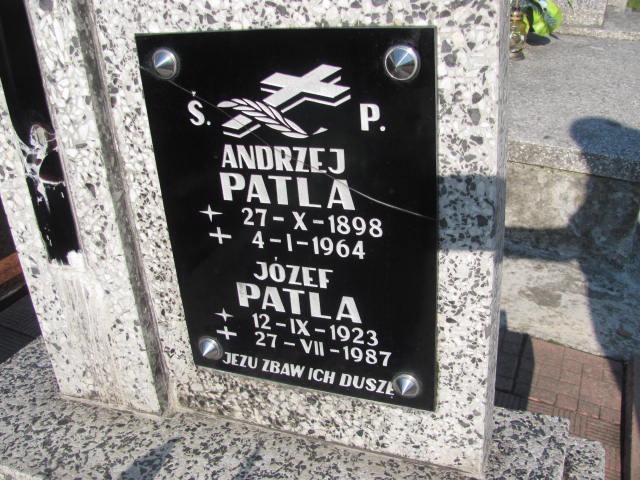 Ś. P.
ANDRZEJ
PATLA
27-X-1898
4-I-1964
JÓZEF
PATLA
12-IX-1923
27-VII-1987
JEZU ZBAW ICH DUSZĘ